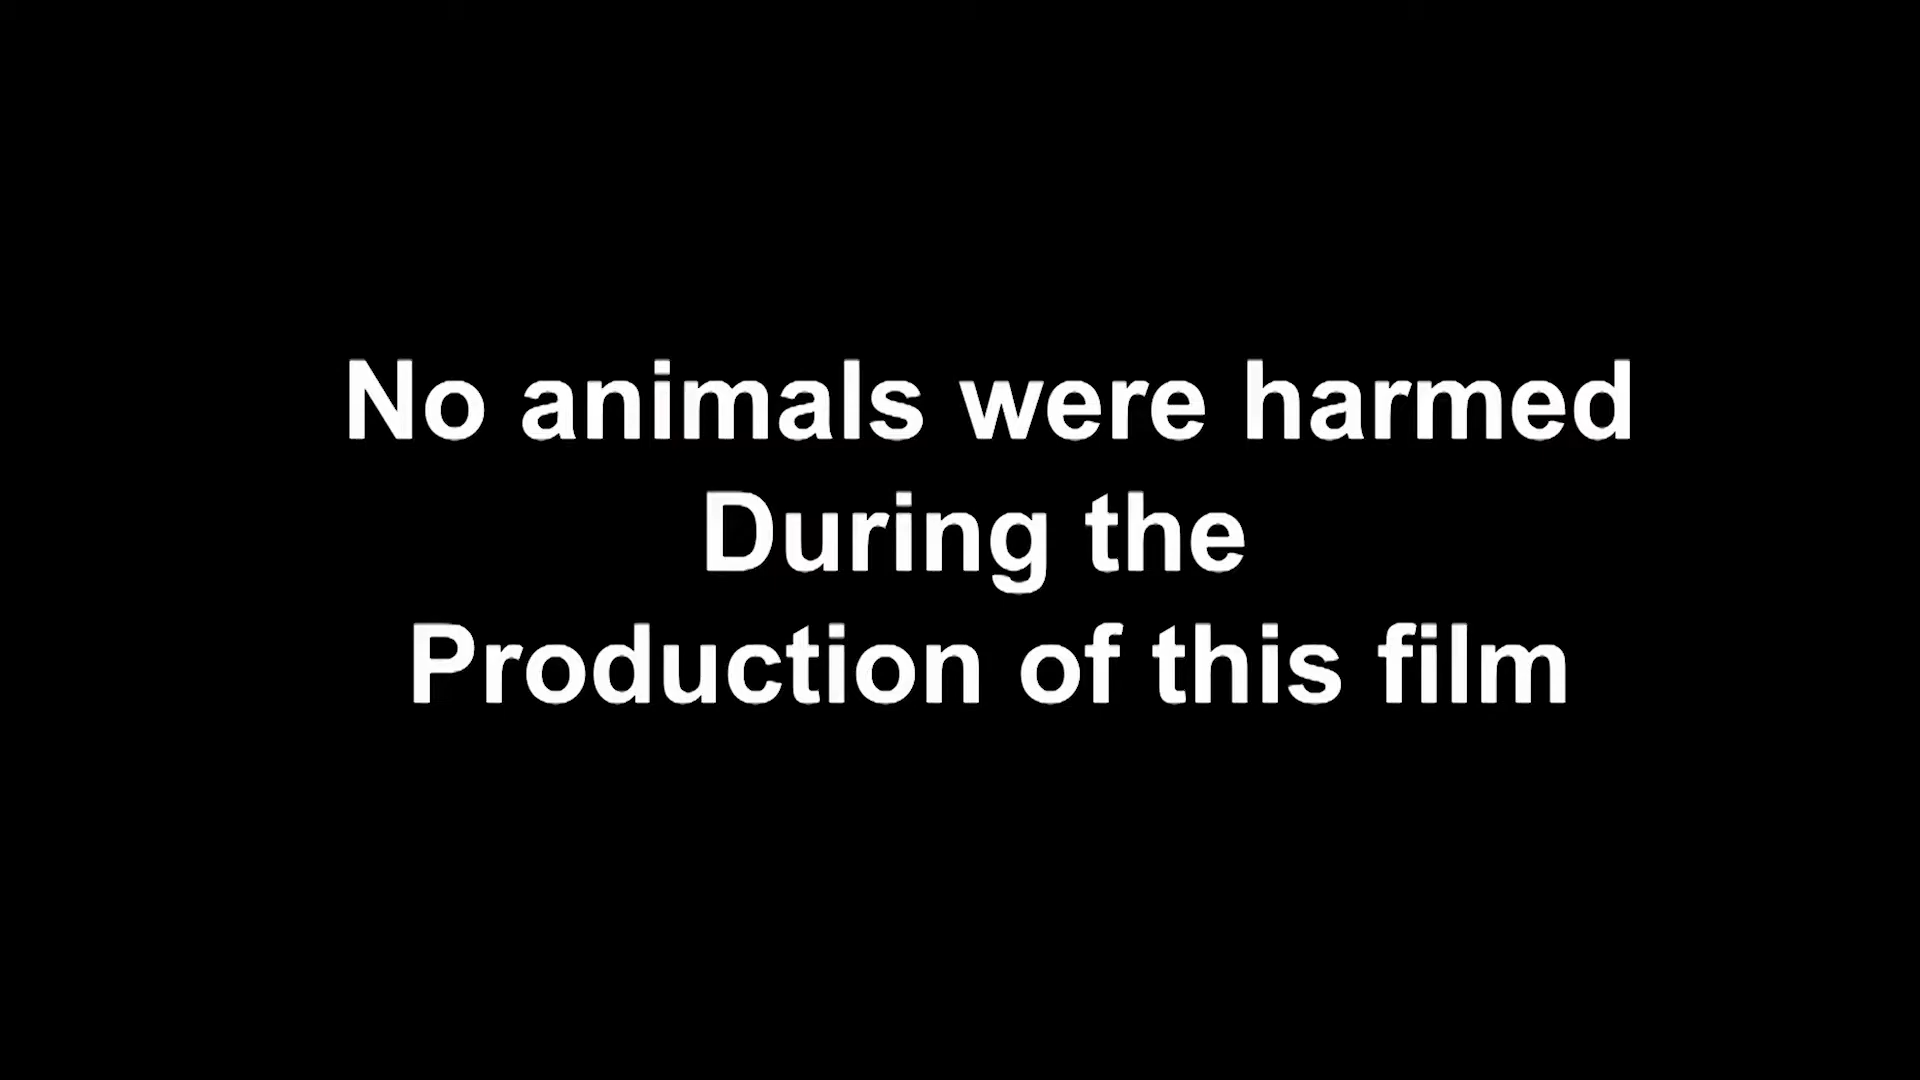 No animals were harmed
During the
Production of this film